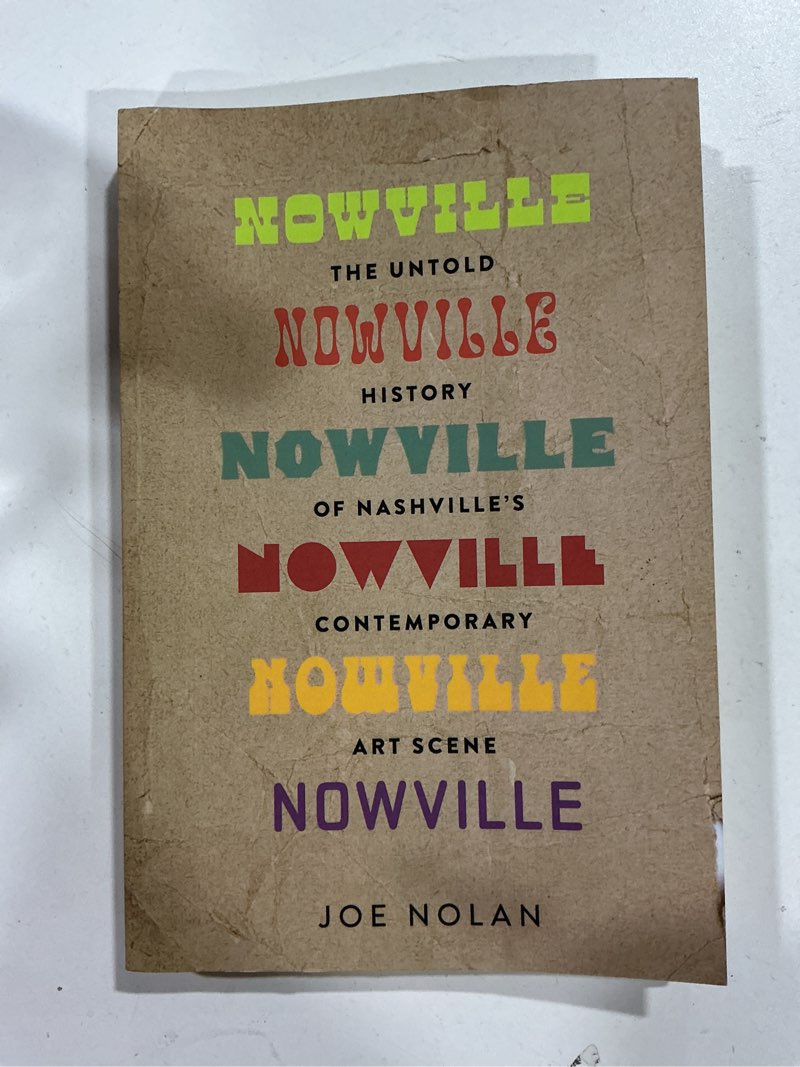 NOWVILLE
THE UNTOLD
NOWVILLE
HISTORY
NOWVILLE
OF NASHVILLE'S
NOWVILLE
CONTEMPORARY
NOWVILLE
ART SCENE
NOWVILLE
JOE NOLAN